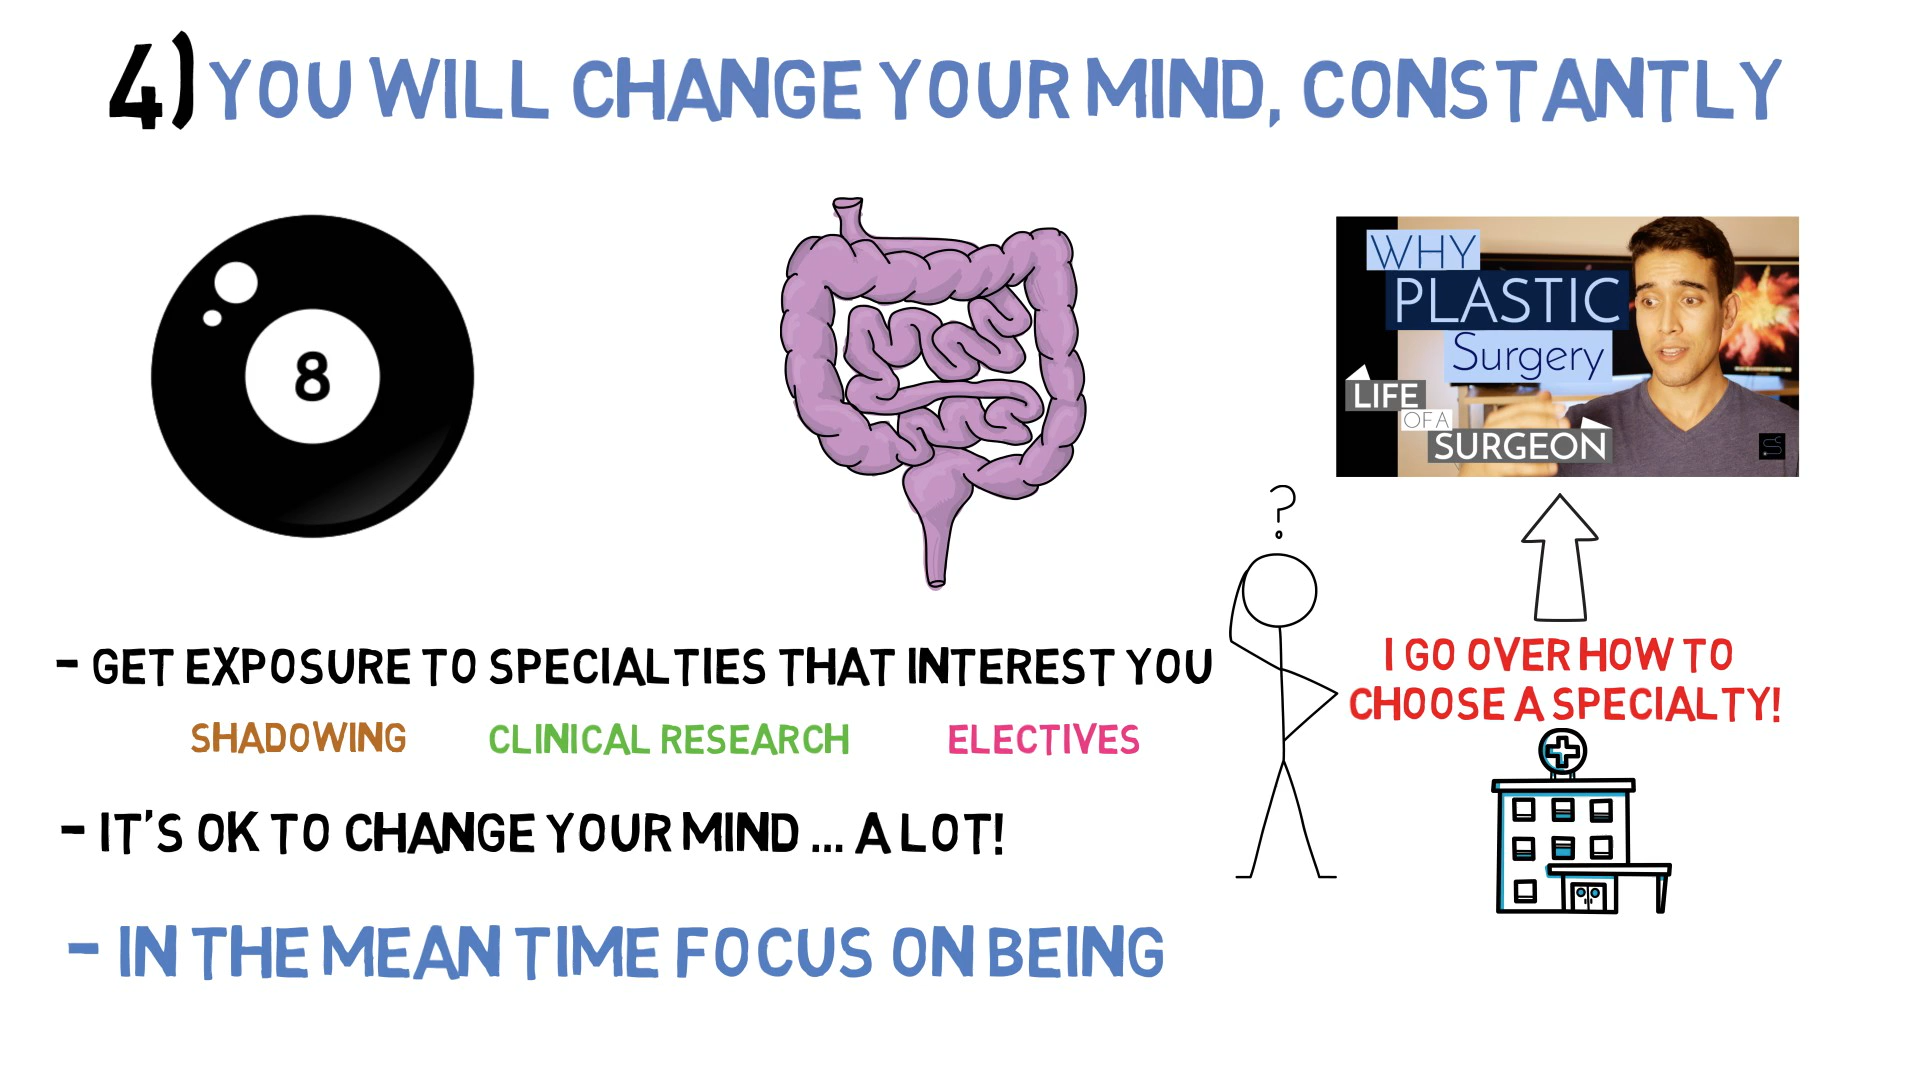 4) YOU WILL CHANGE YOUR MIND, CONSTANTLY
8
WHY
PLASTIC
Surgery
LIFE
OF A
SURGEON
?
- GET EXPOSURE TO SPECIALTIES THAT INTEREST YOU
SHADOWING CLINICAL RESEARCH ELECTIVES
I GO OVER HOW TO
CHOOSE A SPECIALTY!
- IT'S OK TO CHANGE YOUR MIND ... A LOT!
- IN THE MEAN TIME FOCUS ON BEING